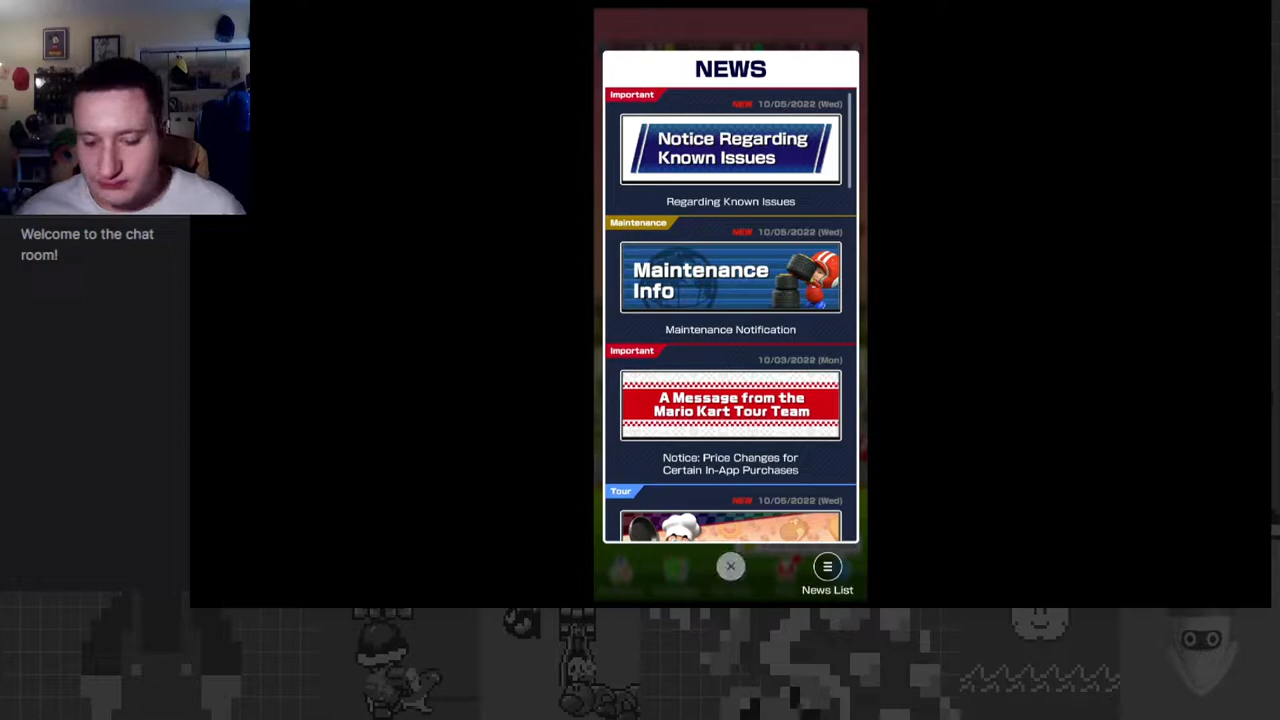 Welcome to the chat
room!
NEWS
Important
NEW 10/05/2022 (Wed)
Notice Regarding
Known Issues
Regarding Known Issues
Maintenance
NEW 10/05/2022 (Wed)
Maintenance
Info
Maintenance Notification
Important
10/03/2022 (Mon)
A Message from the
Mario Kart Tour Team
Notice: Price Changes for
Certain In-App Purchases
Tour
NEW 10/05/2022 (Wed)
News List